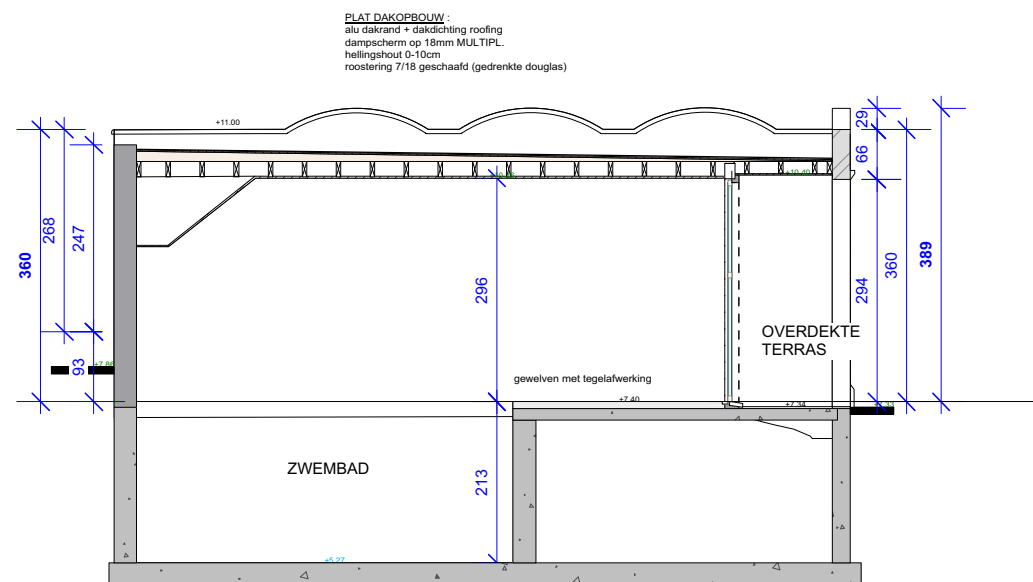 PLAT DAKOPBOUW :
alu dakrand + dakdichting roofing
dampscherm op 18mm MULTIPL.
hellingshout 0-10cm
roostering 7/18 geschaafd (gedrenkte douglas)
+11.00
29
66
+10.40
268
247
360
296
360
389
294
OVERDEKTE
TERRAS
93
+7.86
gewelven met tegelafwerking
+7.40
+7.34
+7.33
ZWEMBAD
213
+5.27